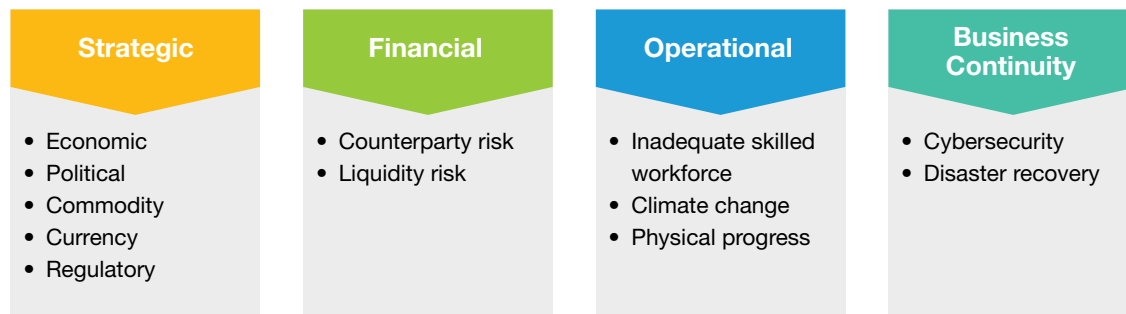 Strategic
• Economic
• Political
• Commodity
• Currency
• Regulatory
Financial
• Counterparty risk
• Liquidity risk
Operational
• Inadequate skilled
workforce
• Climate change
• Physical progress
Business
Continuity
• Cybersecurity
• Disaster recovery